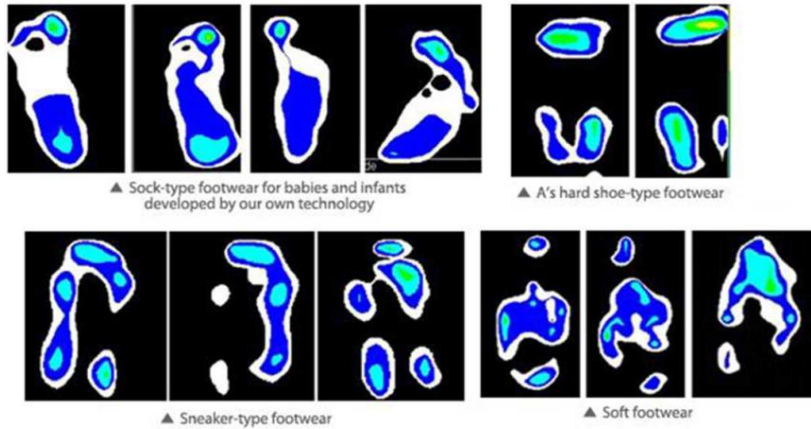 ▲ Sock-type footwear for babies and infants
developed by our own technology
▲ A's hard shoe-type footwear
▲ Sneaker-type footwear
▲ Soft footwear